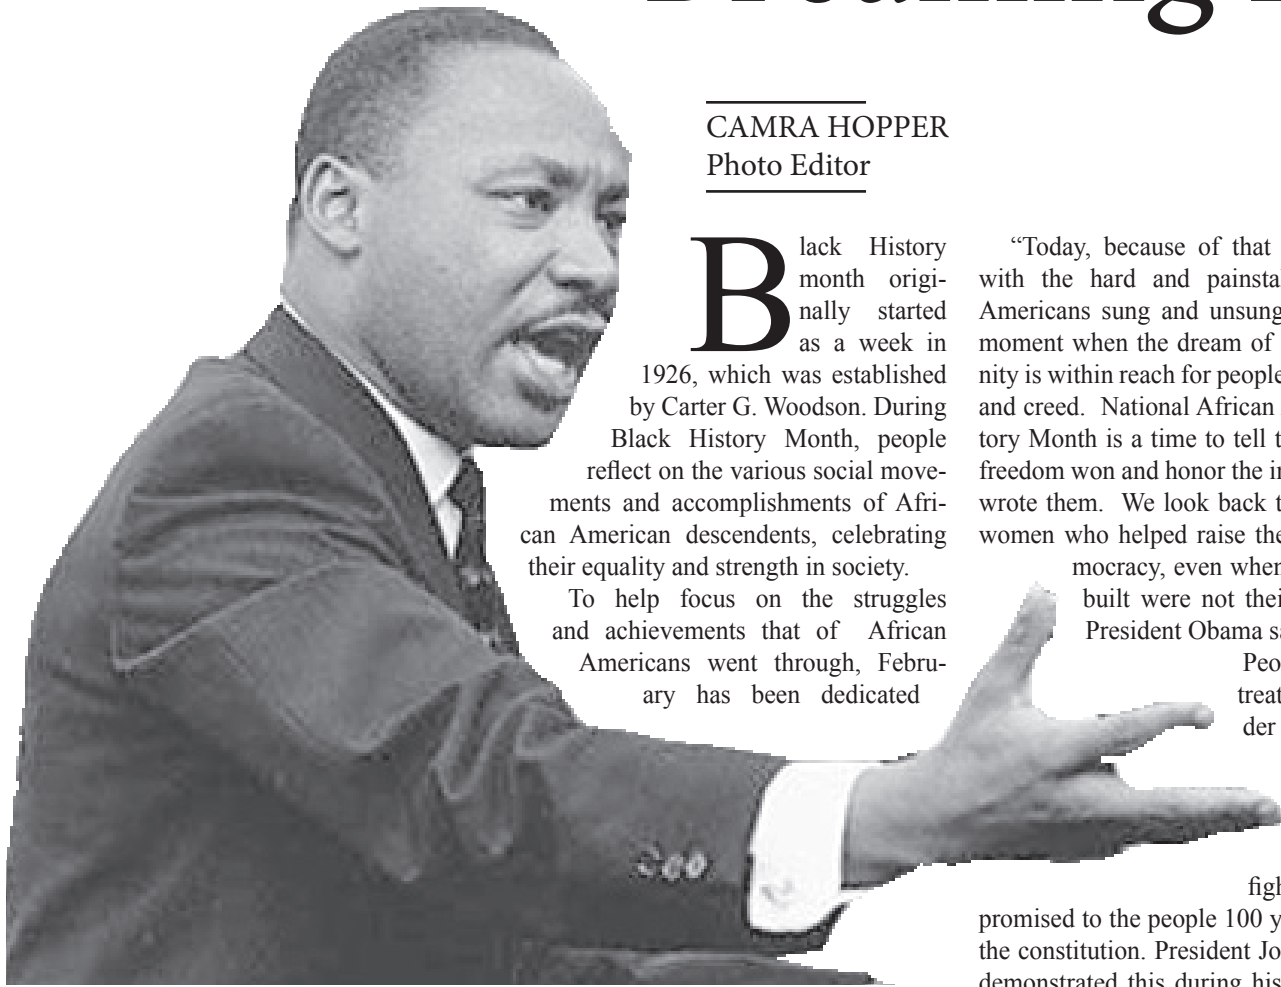 CAMRA HOPPER
Photo Editor
Black History
month origi-
nally started
as a week in
1926, which was established
by Carter G. Woodson. During
Black History Month, people
reflect on the various social move-
ments and accomplishments of Afri-
can American descendents, celebrating
their equality and strength in society.
To help focus on the struggles
and achievements that of African
Americans went through, Febru-
ary has been dedicated
“Today, because of that
with the hard and painsta
Americans sung and unsung
moment when the dream of
nity is within reach for people
and creed. National African
tory Month is a time to tell t
freedom won and honor the in
wrote them. We look back t
women who helped raise the
mocracy, even when
built were not thei
President Obama sa
Peo
treat
der
figh
promised to the people 100 y
the constitution. President Jo
demonstrated this during his